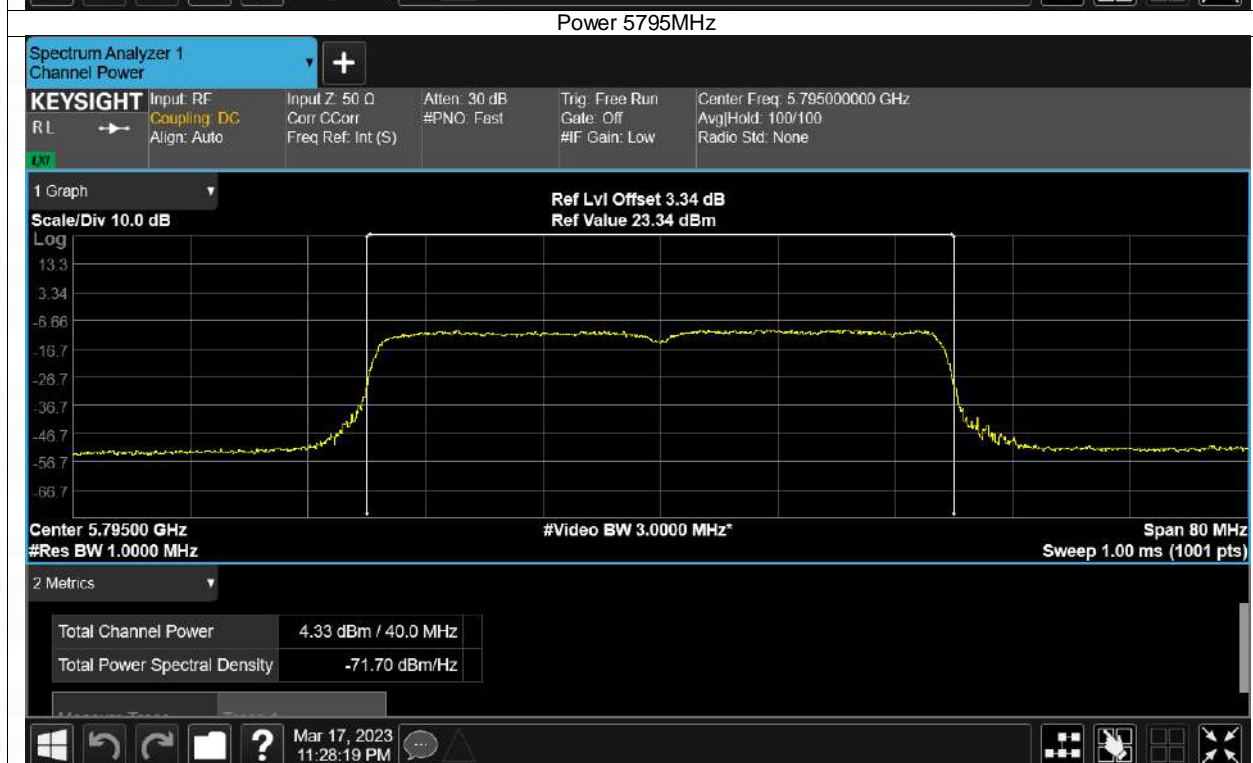 Power 5795MHz
Spectrum Analyzer 1
Channel Power
+
KEYSIGHT
RL
LXI
Input: RF
Coupling: DC
Align: Auto
Input Z: 50 Ω
Corr CCorr
Freq Ref: Int (S)
Atten: 30 dB
#PNO: Fast
Trig: Free Run
Gate: Off
#IF Gain: Low
Center Freq: 5.795000000 GHz
Avg|Hold: 100/100
Radio Std: None
1 Graph
Scale/Div 10.0 dB
Ref Lvl Offset 3.34 dB
Ref Value 23.34 dBm
Log
13.3
3.34
-6.66
-16.7
-26.7
-36.7
-46.7
-56.7
-66.7
Center 5.79500 GHz
#Res BW 1.0000 MHz
#Video BW 3.0000 MHz*
Span 80 MHz
Sweep 1.00 ms (1001 pts)
2 Metrics
Total Channel Power 4.33 dBm / 40.0 MHz
Total Power Spectral Density -71.70 dBm/Hz
?
Mar 17, 2023
11:28:19 PM